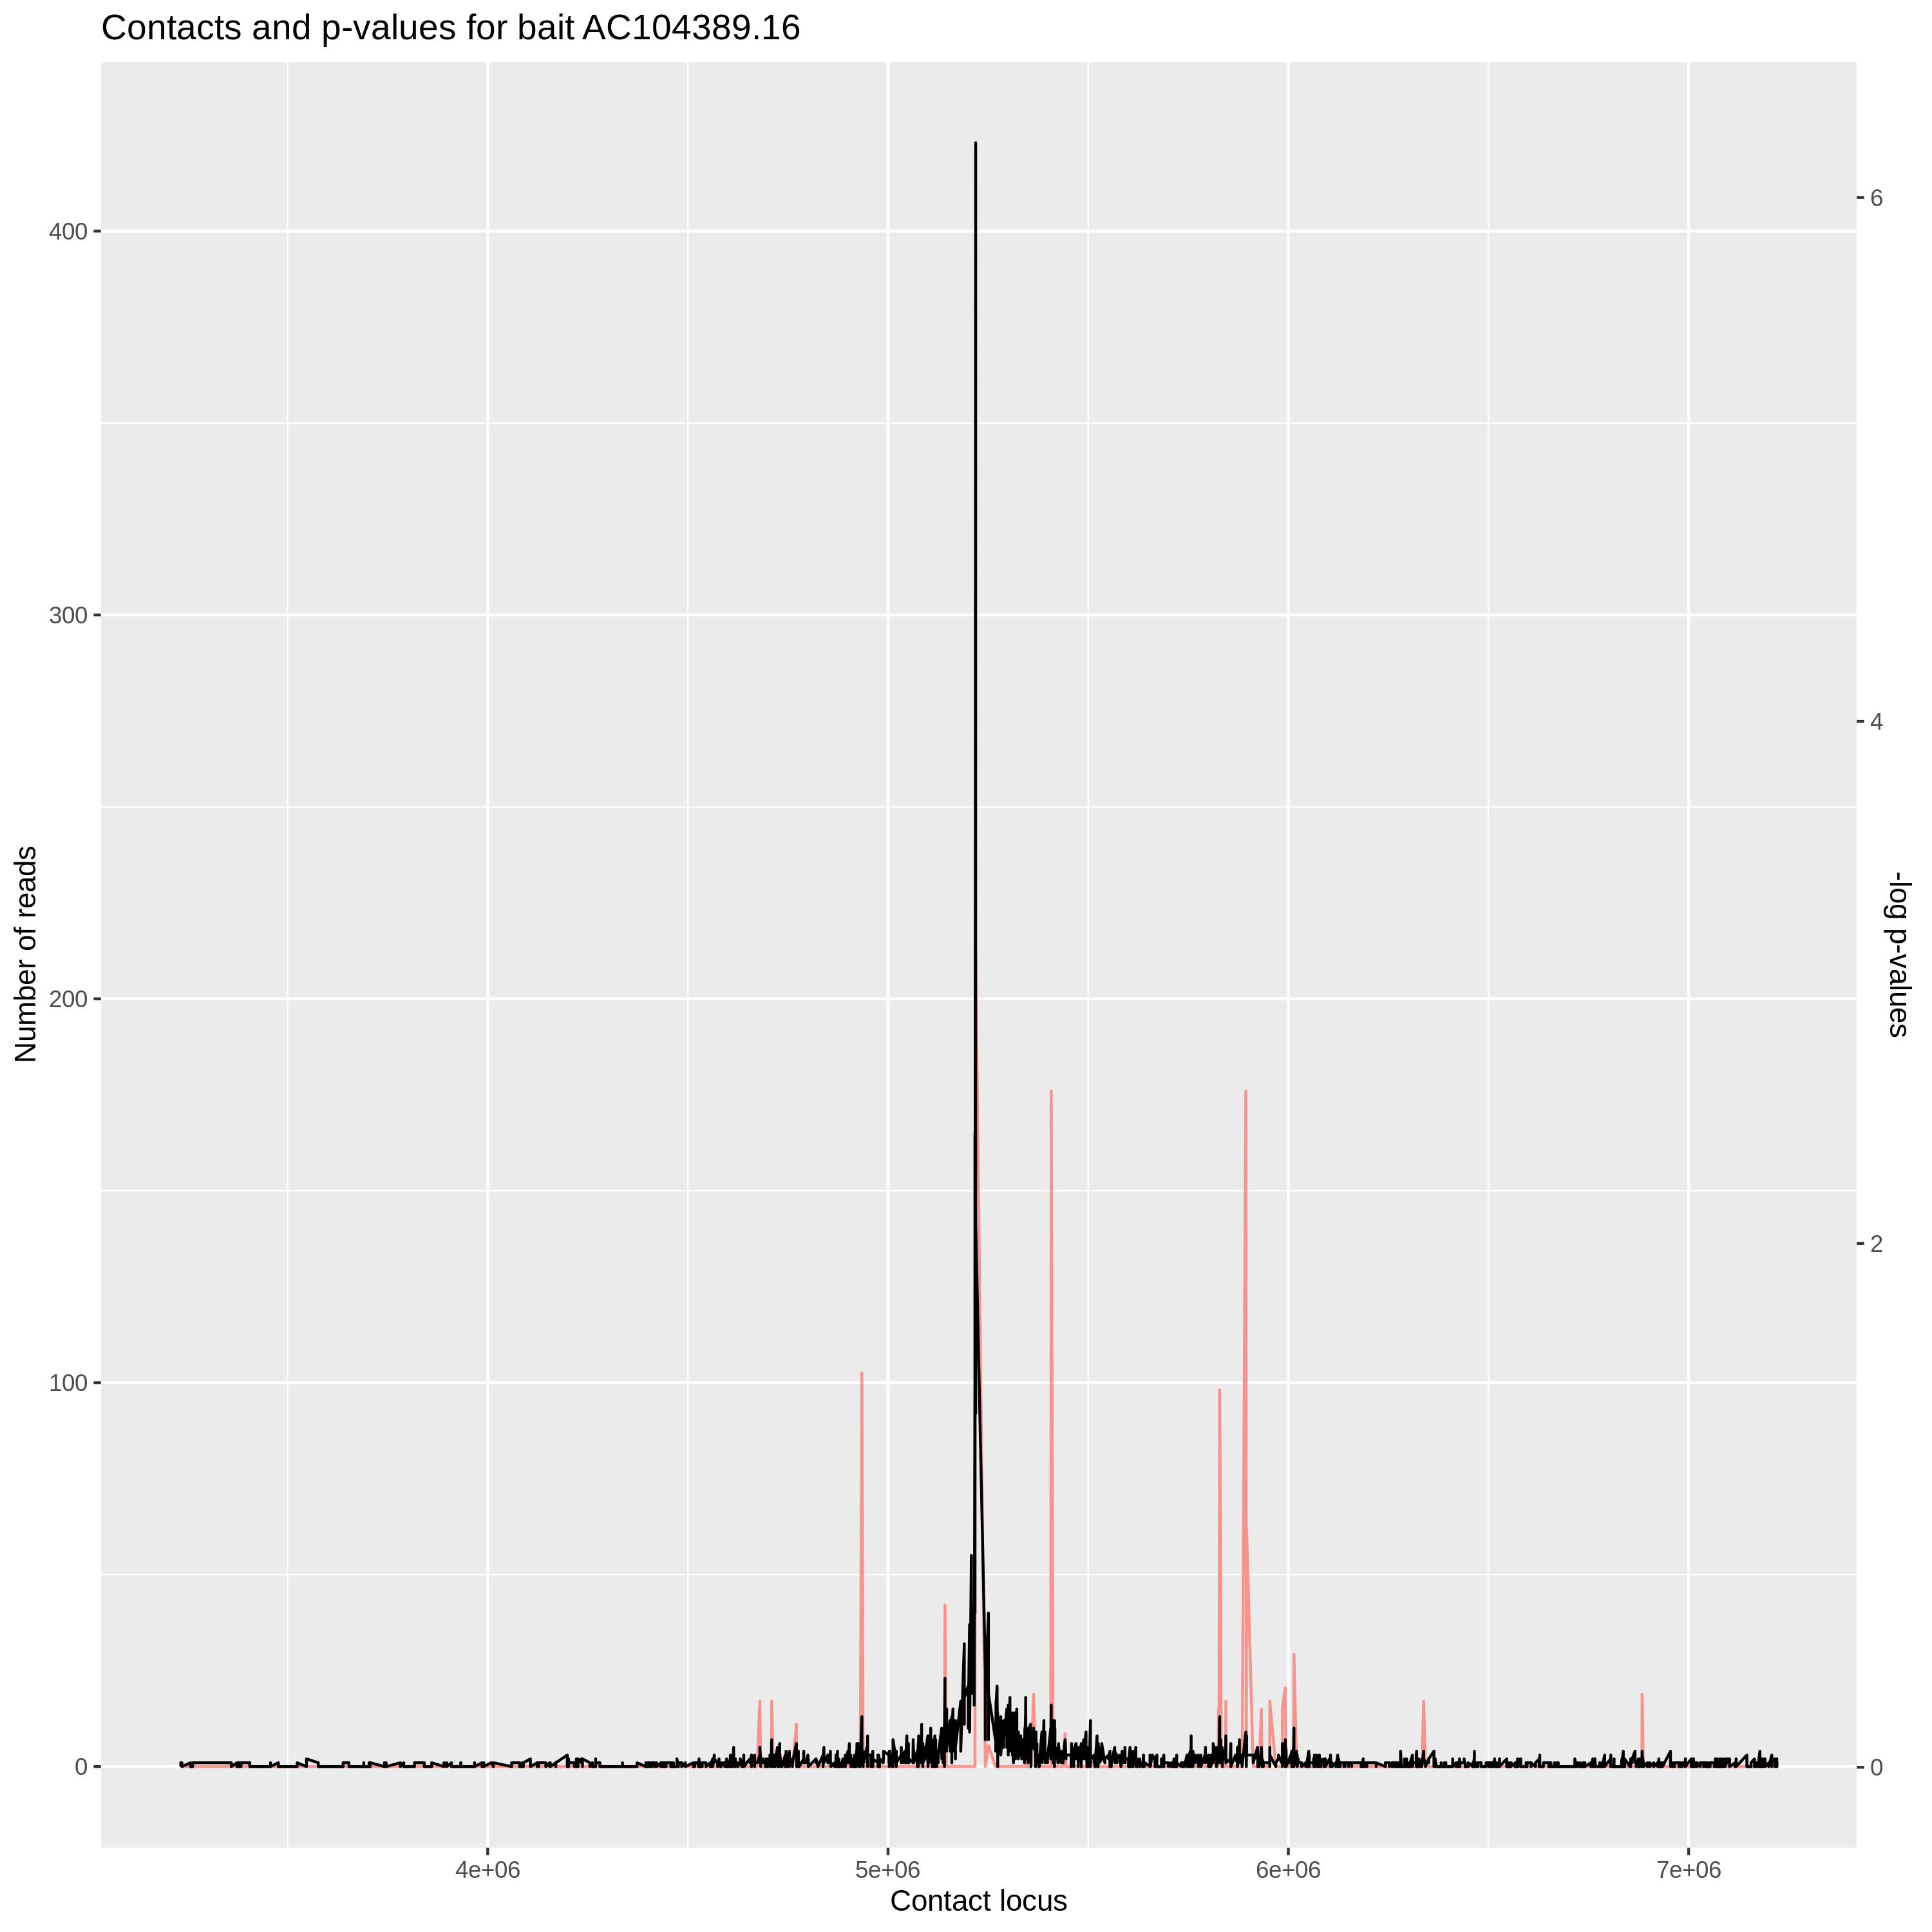 Contacts and p-values for bait AC104389.16
Number of reads
400
300
200
100
0
6
4
2
0
-log p-values
4e+06
5e+06
6e+06
7e+06
Contact locus